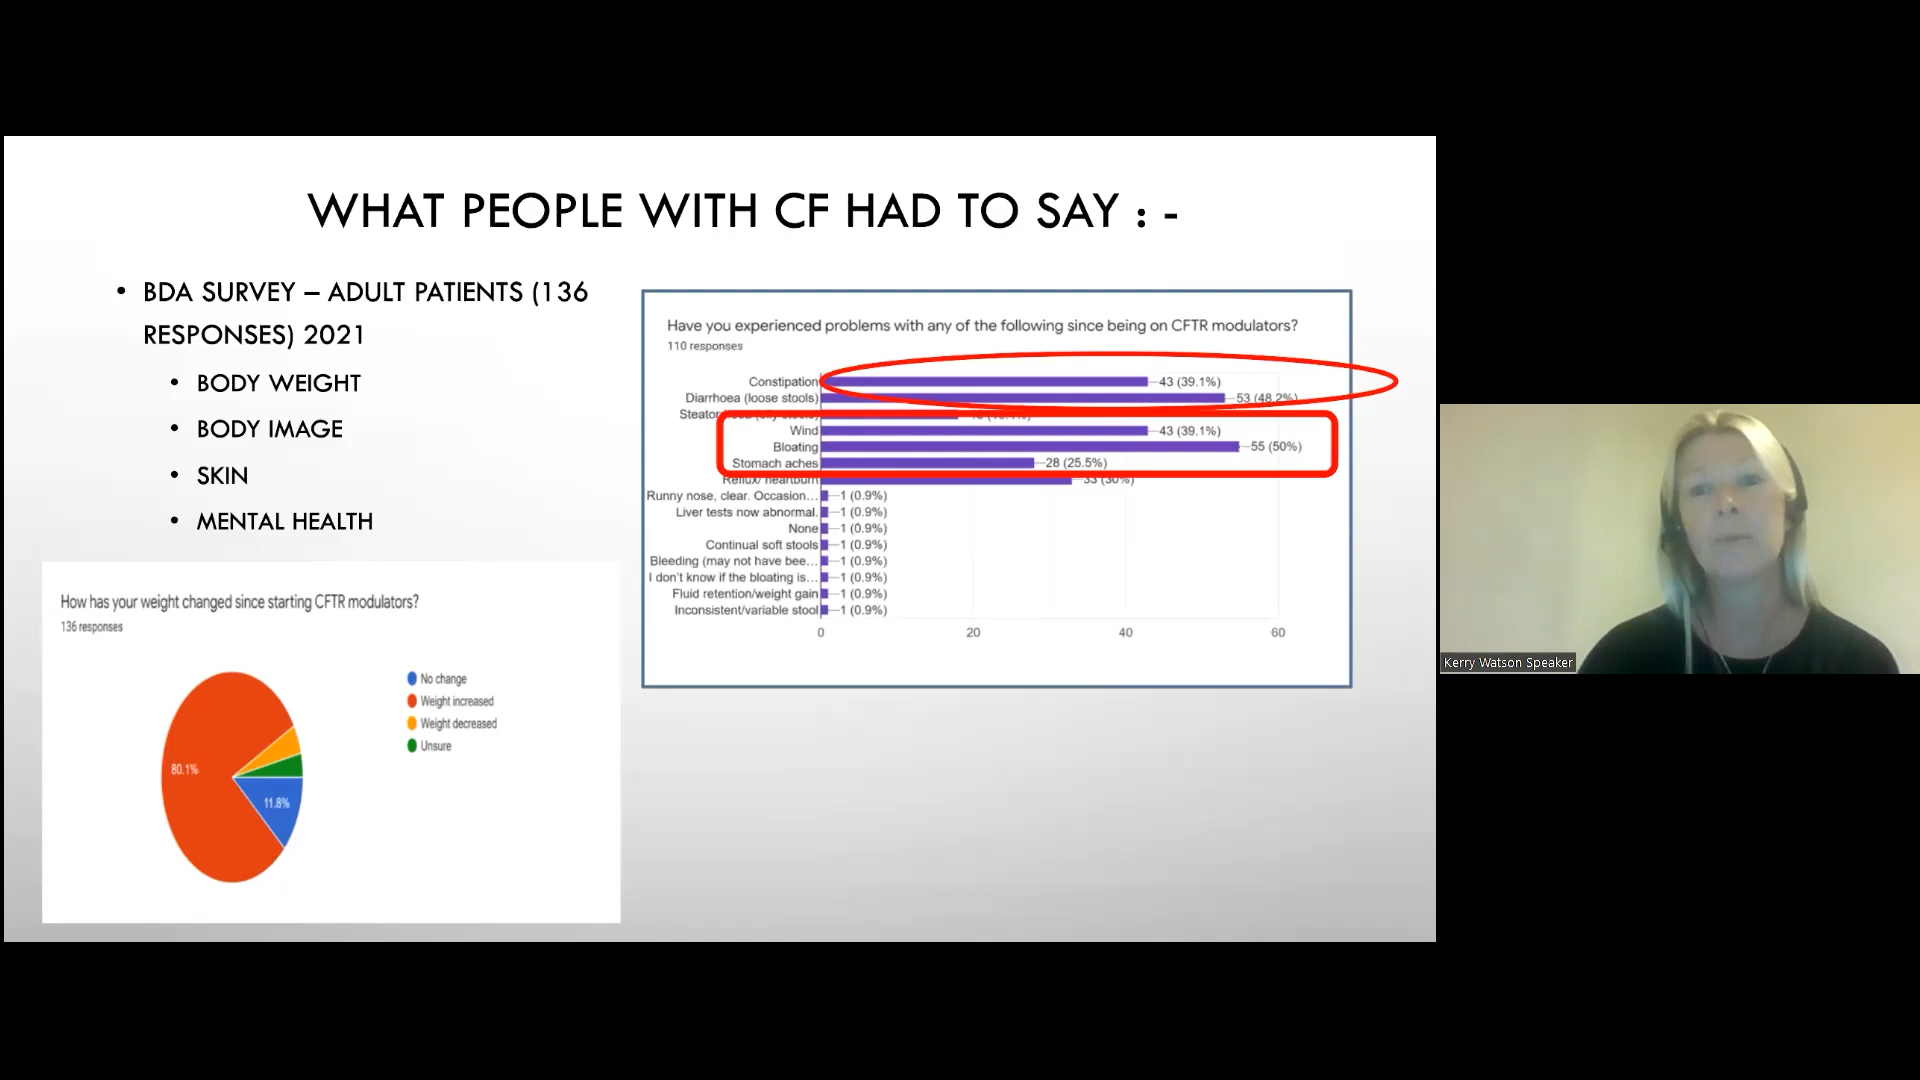 WHAT PEOPLE WITH CF HAD TO SAY : -
• BDA SURVEY – ADULT PATIENTS (136
RESPONSES) 2021
• BODY WEIGHT
• BODY IMAGE
• SKIN
• MENTAL HEALTH
How has your weight changed since starting CFTR modulators?
136 responses
No change
Weight increased
Weight decreased
Unsure
80.1%
11.8%
Have you experienced problems with any of the following since being on CFTR modulators?
110 responses
Constipation 43 (39.1%)
Diarrhoea (loose stools) 53 (48.2%)
Wind 43 (39.1%)
Bloating 55 (50%)
Stomach aches 28 (25.5%)
Reflux/ heartburn 33 (30%)
Runny nose, clear. Occasion... 1 (0.9%)
Liver tests now abnormal. 1 (0.9%)
None 1 (0.9%)
Continual soft stools 1 (0.9%)
Bleeding (may not have bee... 1 (0.9%)
I don't know if the bloating is... 1 (0.9%)
Fluid retention/weight gain 1 (0.9%)
Inconsistent/variable stool 1 (0.9%)
0 20 40 60
Kerry Watson Speaker